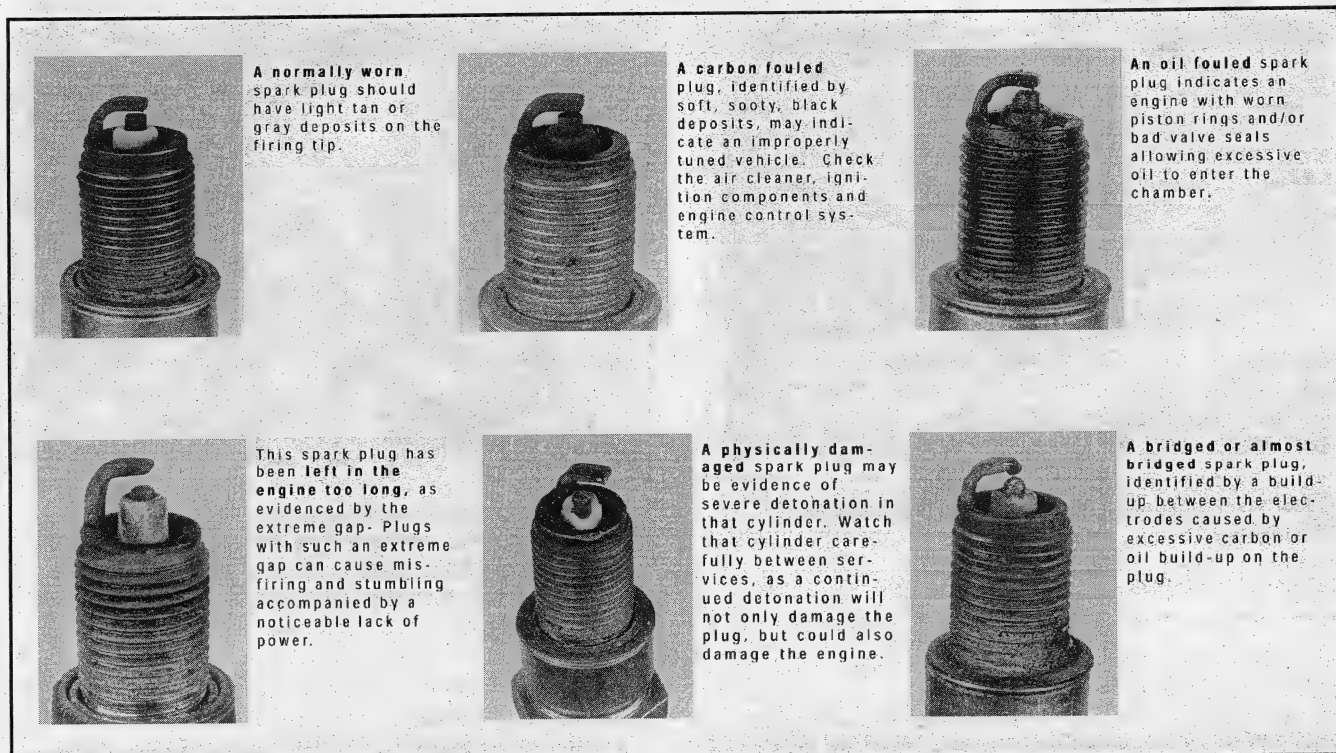 A normally worn
spark plug should
have light tan or
gray deposits on the
firing tip.
A carbon fouled
plug, identified by
soft, sooty, black
deposits, may indi-
cate an improperly
tuned vehicle. Check
the air cleaner, igni-
tion components and
engine control sys-
tem.
An oil fouled spark
plug indicates an
engine with worn
piston rings and/or
bad valve seals
allowing excessive
oil to enter the
chamber.
This spark plug has
been left in the
engine too long, as
evidenced by the
extreme gap- Plugs
with such an extreme
gap can cause mis-
firing and stumbling
accompanied by a
noticeable lack of
power.
A physically dam-
aged spark plug may
be evidence of
severe detonation in
that cylinder. Watch
that cylinder care-
fully between ser-
vices, as a contin-
ued detonation will
not only damage the
plug, but could also
damage the engine.
A bridged or almost
bridged spark plug,
identified by a build-
up between the elec-
trodes caused by
excessive carbon or
oil build-up on the
plug.